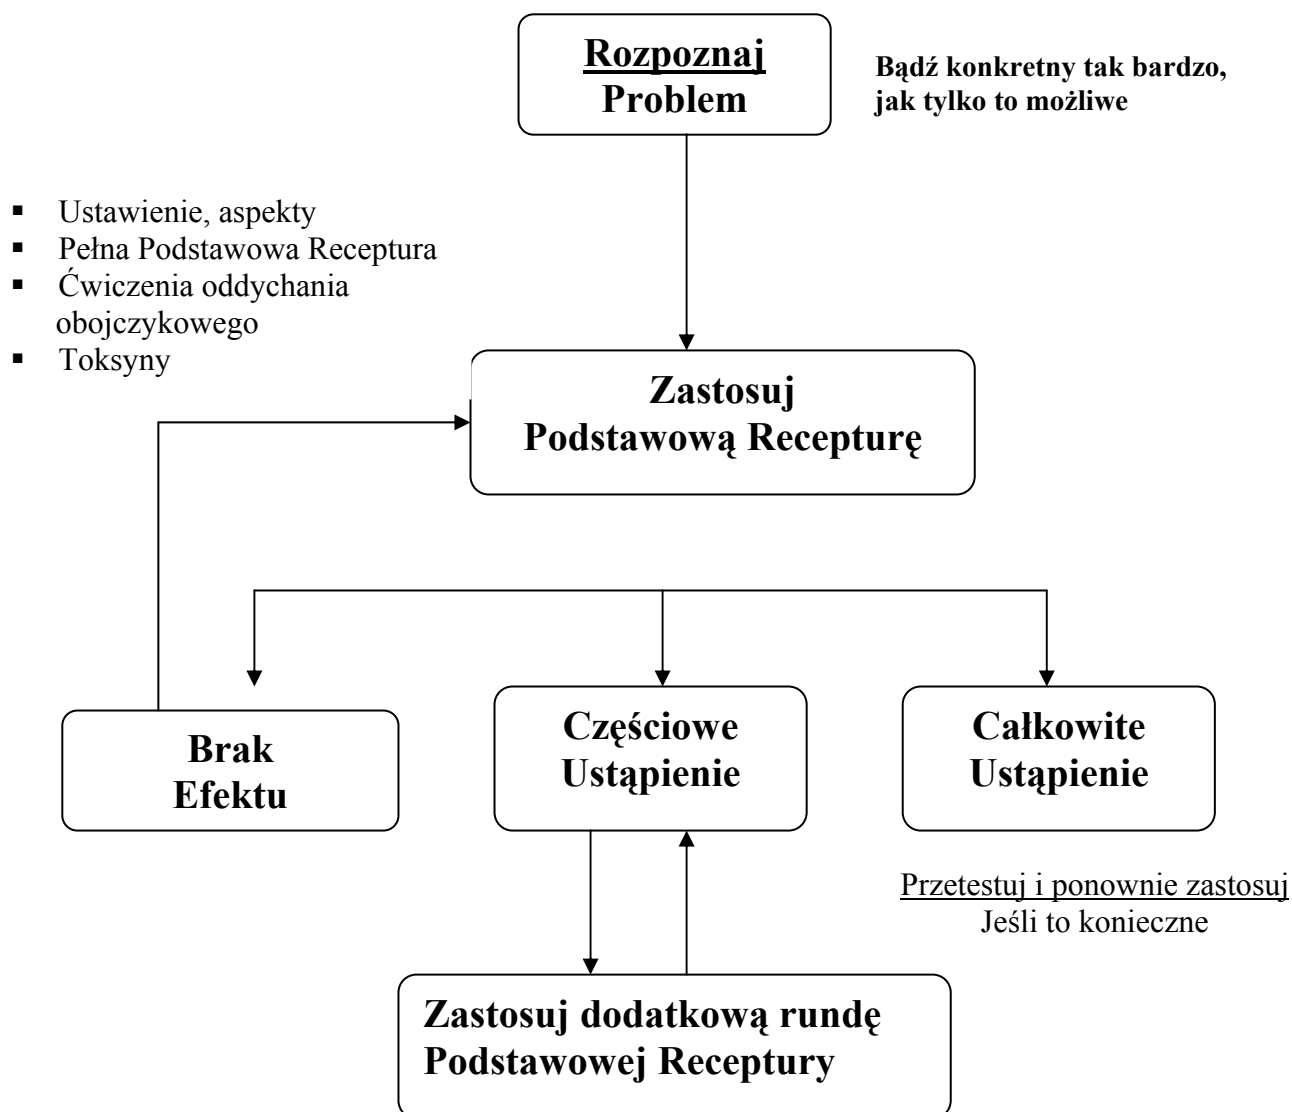 Rozpoznaj
Problem
Bądź konkretny tak bardzo,
jak tylko to możliwe
▪ Ustawienie, aspekty
▪ Pełna Podstawowa Receptura
▪ Ćwiczenia oddychania
obojczykowego
▪ Toksyny
Zastosuj
Podstawową Recepturę
Brak
Efektu
Częściowe
Ustąpienie
Całkowite
Ustąpienie
Przetestuj i ponownie zastosuj
Jeśli to konieczne
Zastosuj dodatkową rundę
Podstawowej Receptury